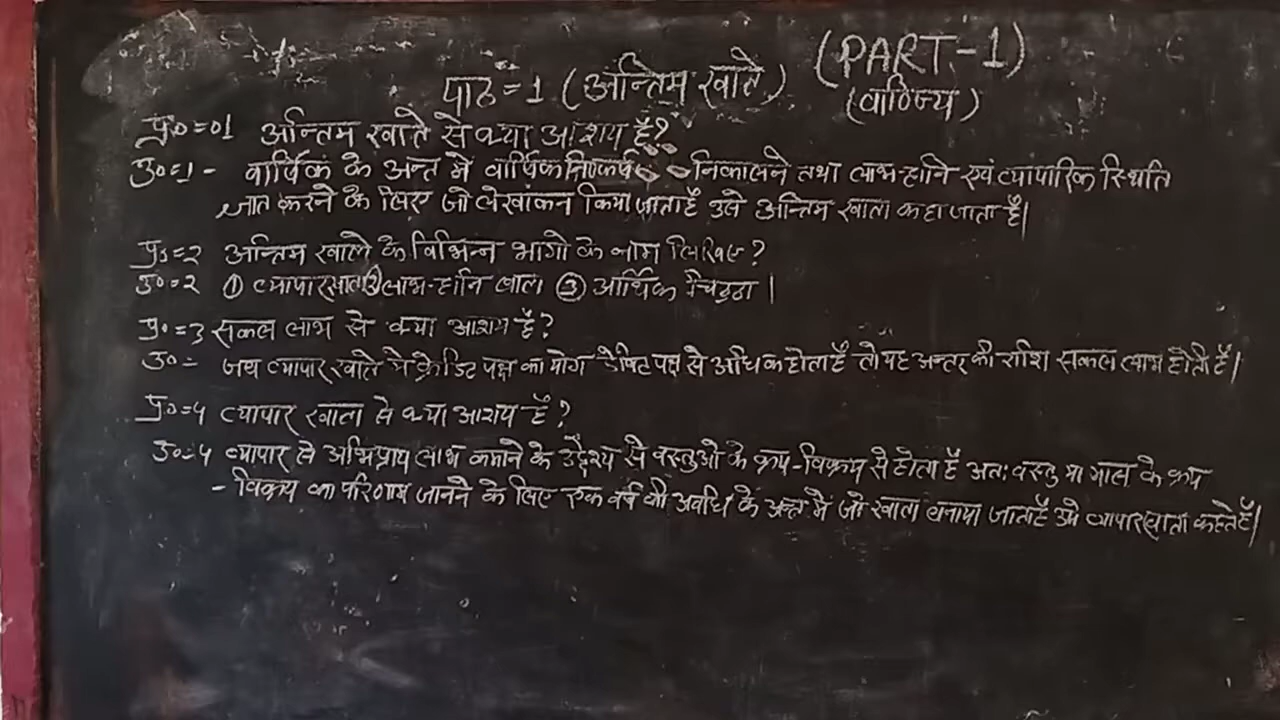 (PART-1)
पाठ=1 (अन्तिम खाते)
(वाणिज्य)
प्र०=01 अन्तिम खाते से क्या आशय है?
उ०=1- वार्षिक के अन्त मे वार्षिक निष्कर्ष निकालने तथा लाभ-हानि एवं व्यापारिक स्थिति
ज्ञात करने के लिए जो लेखांकन किया जाता है उसे अन्तिम खाता कहा जाता है|
प्र०=2 अन्तिम खाते के विभिन्न भागो के नाम लिखिए?
उ०=2 ① व्यापार खाता ② लाभ-हानि खाता ③ आर्थिक चिट्ठा |
प्र०=3 सकल लाभ से क्या आशय है?
उ०= जब व्यापार खाते मे क्रेडिट पक्ष का योग डेबिट पक्ष से अधिक होता है तो यह अन्तर की राशि सकल लाभ होती है|
प्र०=4 व्यापार खाता से क्या आशय है?
उ०=4 व्यापार से अभिप्राय लाभ कमाने के उद्देश्य से वस्तुओ के क्रय-विक्रय से होता है अतः वस्तु या माल के क्रय
- विक्रय का परिणाम जानने के लिए एक वर्ष की अवधि के अन्त में जो खाता बनाया जाता है उसे व्यापार खाता कहते है|